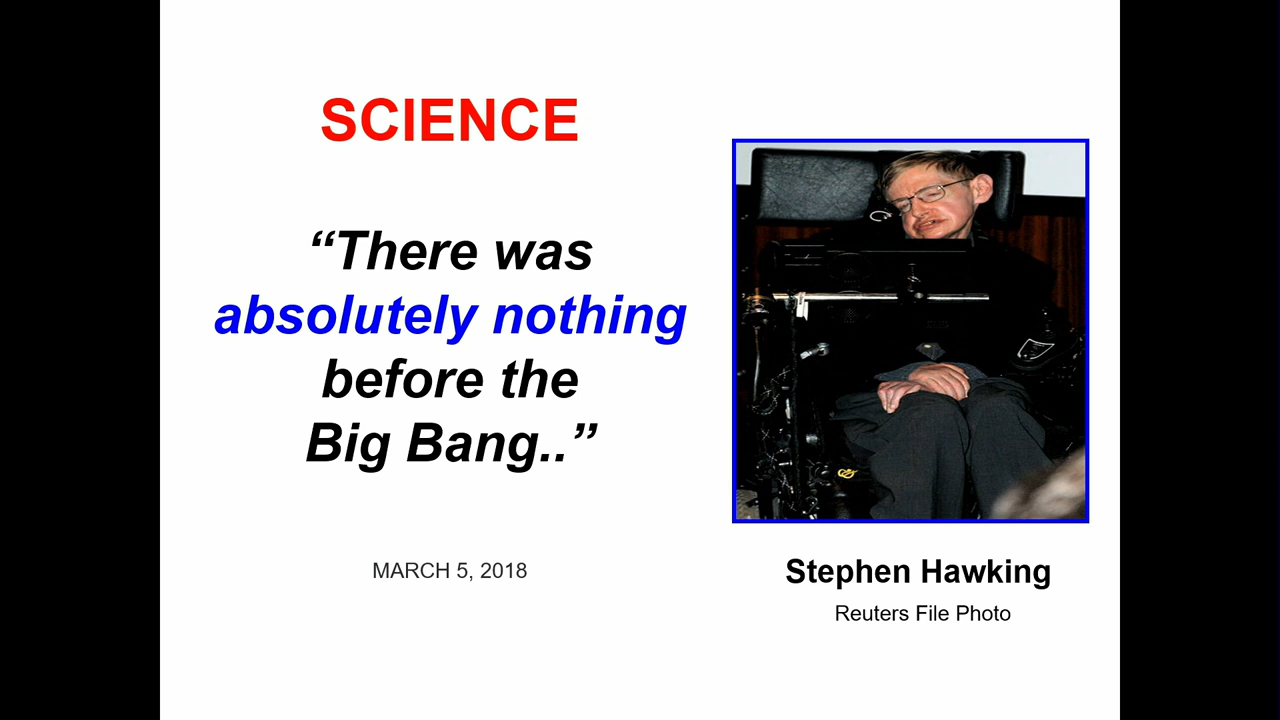 SCIENCE
“There was
absolutely nothing
before the
Big Bang..”
MARCH 5, 2018
Stephen Hawking
Reuters File Photo